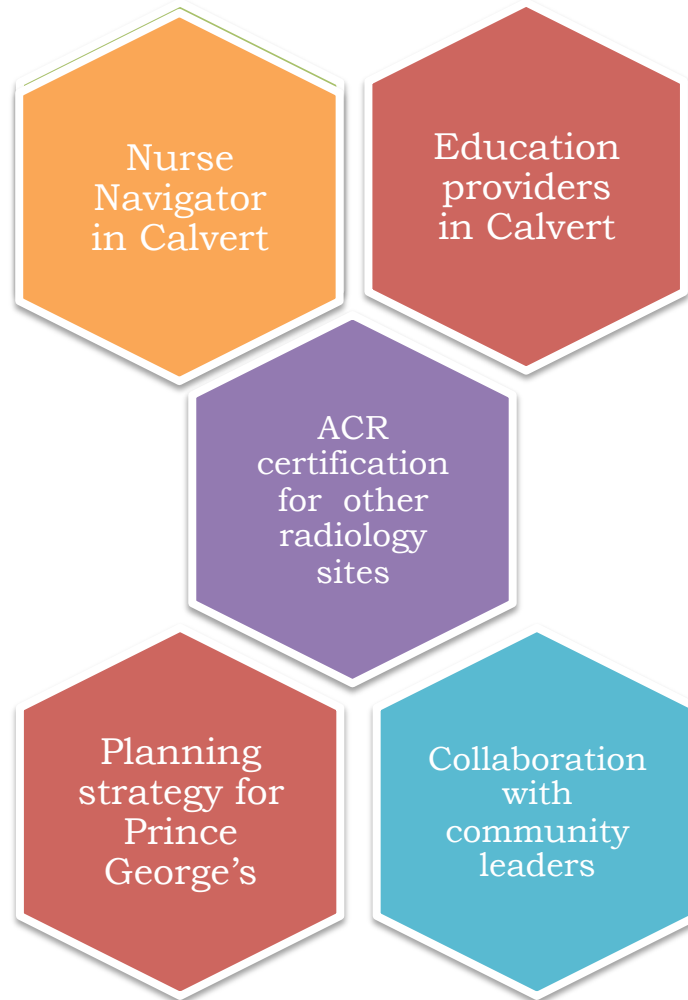 Nurse
Navigator
in Calvert
Education
providers
in Calvert
ACR
certification
for other
radiology
sites
Planning
strategy for
Prince
George’s
Collaboration
with
community
leaders